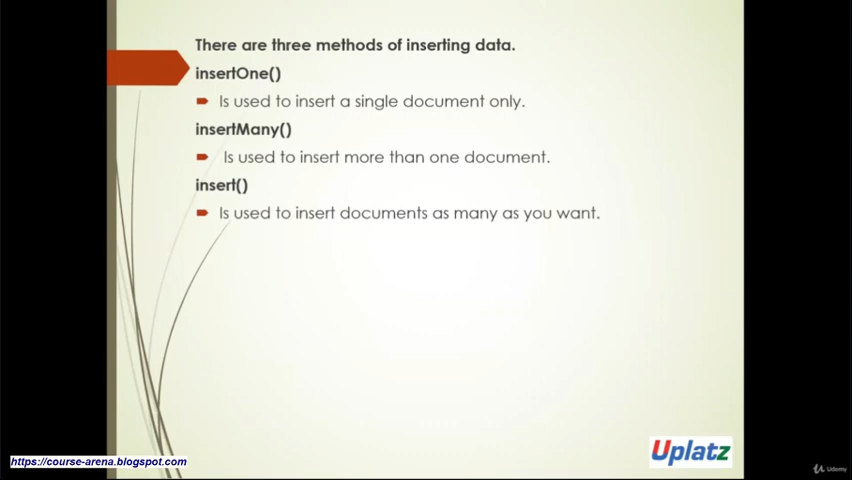 There are three methods of inserting data.
insertOne()
Is used to insert a single document only.
insertMany()
Is used to insert more than one document.
insert()
Is used to insert documents as many as you want.
Uplatz
https://course-arena.blogspot.com
Udemy